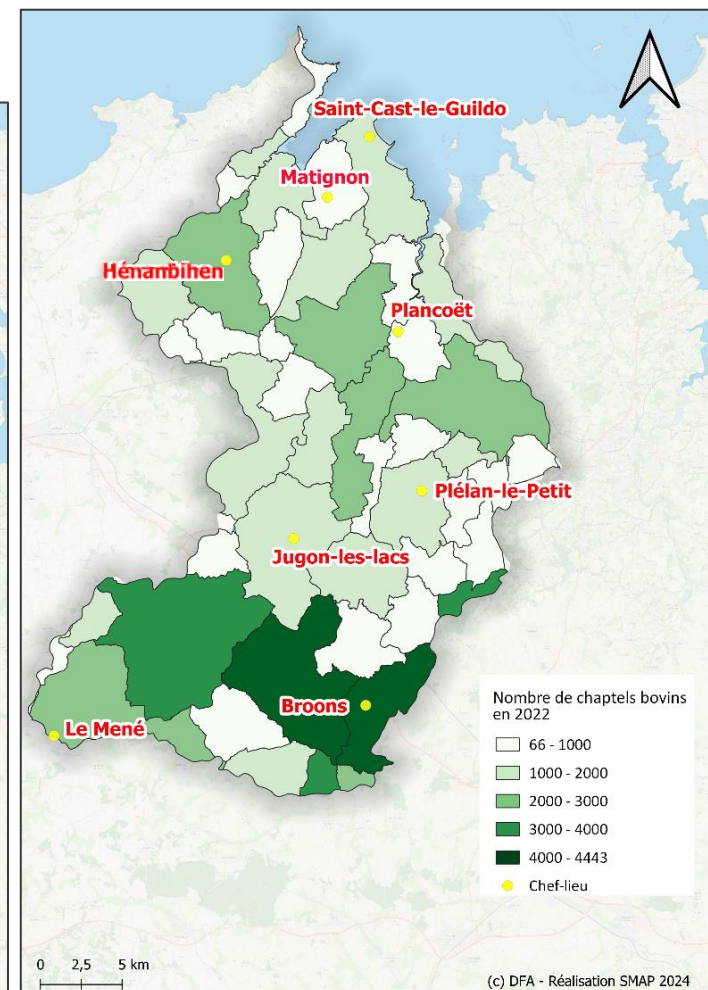 Saint-Cast-le-Guildo
Matignon
Hénanbihen
Plancoët
Plélan-le-Petit
Jugon-les-lacs
Broons
Le Mené
Nombre de chaptels bovins
en 2022
66 - 1000
1000 - 2000
2000 - 3000
3000 - 4000
4000 - 4443
Chef-lieu
0 2,5 5 km
(c) DFA - Réalisation SMAP 2024